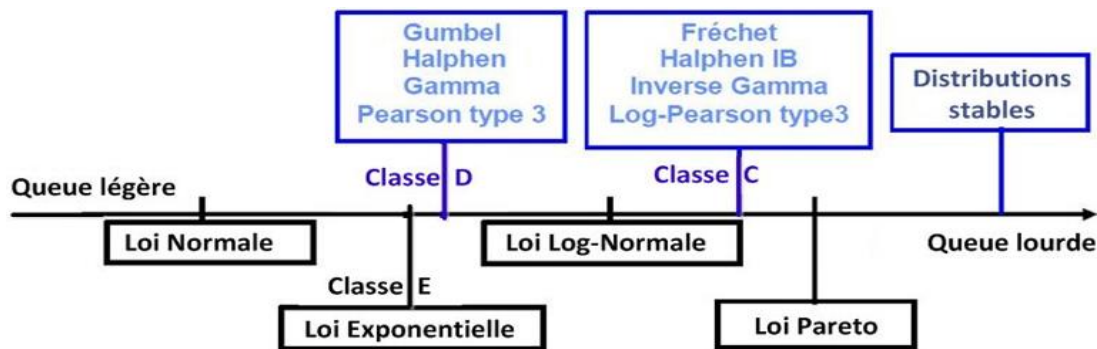 Gumbel
Halphen
Gamma
Pearson type 3
Fréchet
Halphen IB
Inverse Gamma
Log-Pearson type3
Distributions
stables
Classe D
Classe C
Queue légère
Loi Normale
Loi Log-Normale
Queue lourde
Classe E
Loi Exponentielle
Loi Pareto